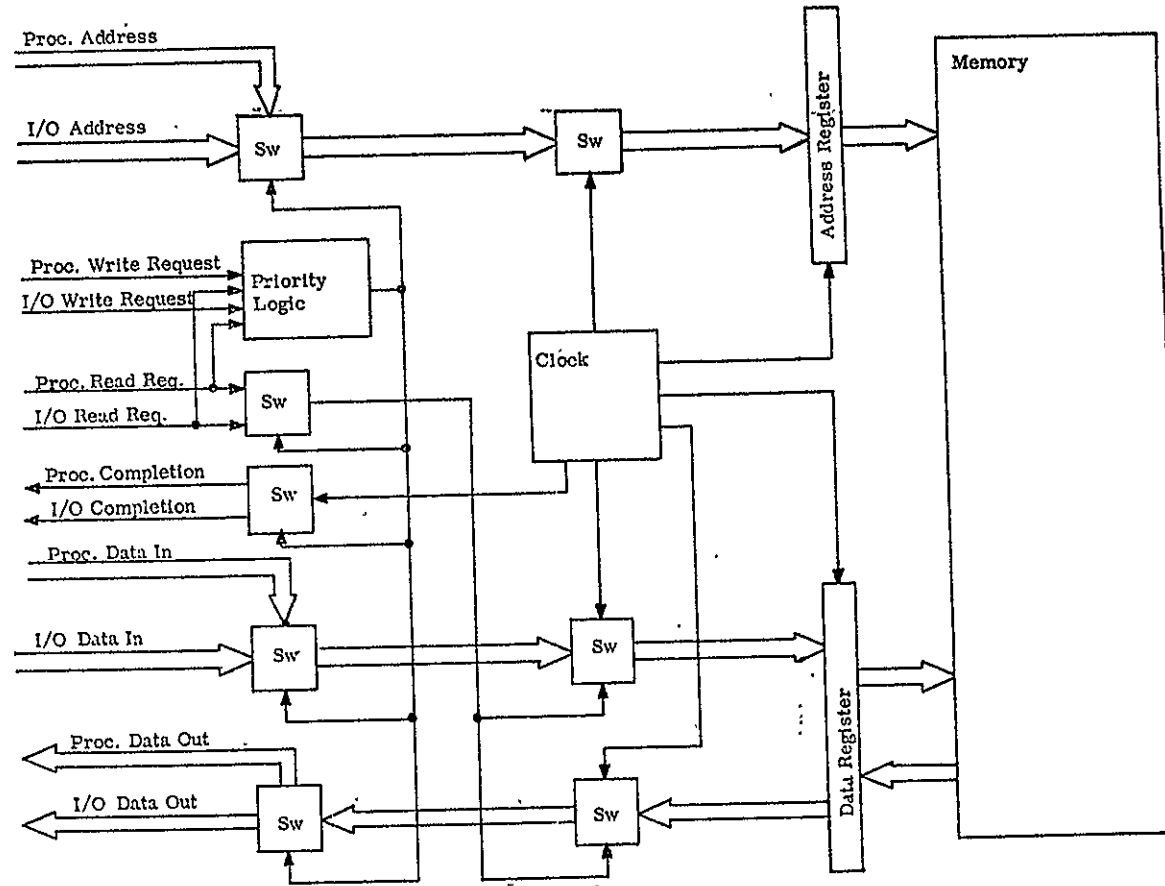 Proc. Address
Memory
I/O Address
Sw
Sw
Address Register
Proc. Write Request
I/O Write Request
Priority
Logic
Clock
Proc. Read Req.
I/O Read Req.
Sw
Proc. Completion
I/O Completion
Sw
Proc. Data In
I/O Data In
Sw
Sw
Data Register
Proc. Data Out
I/O Data Out
Sw
Sw